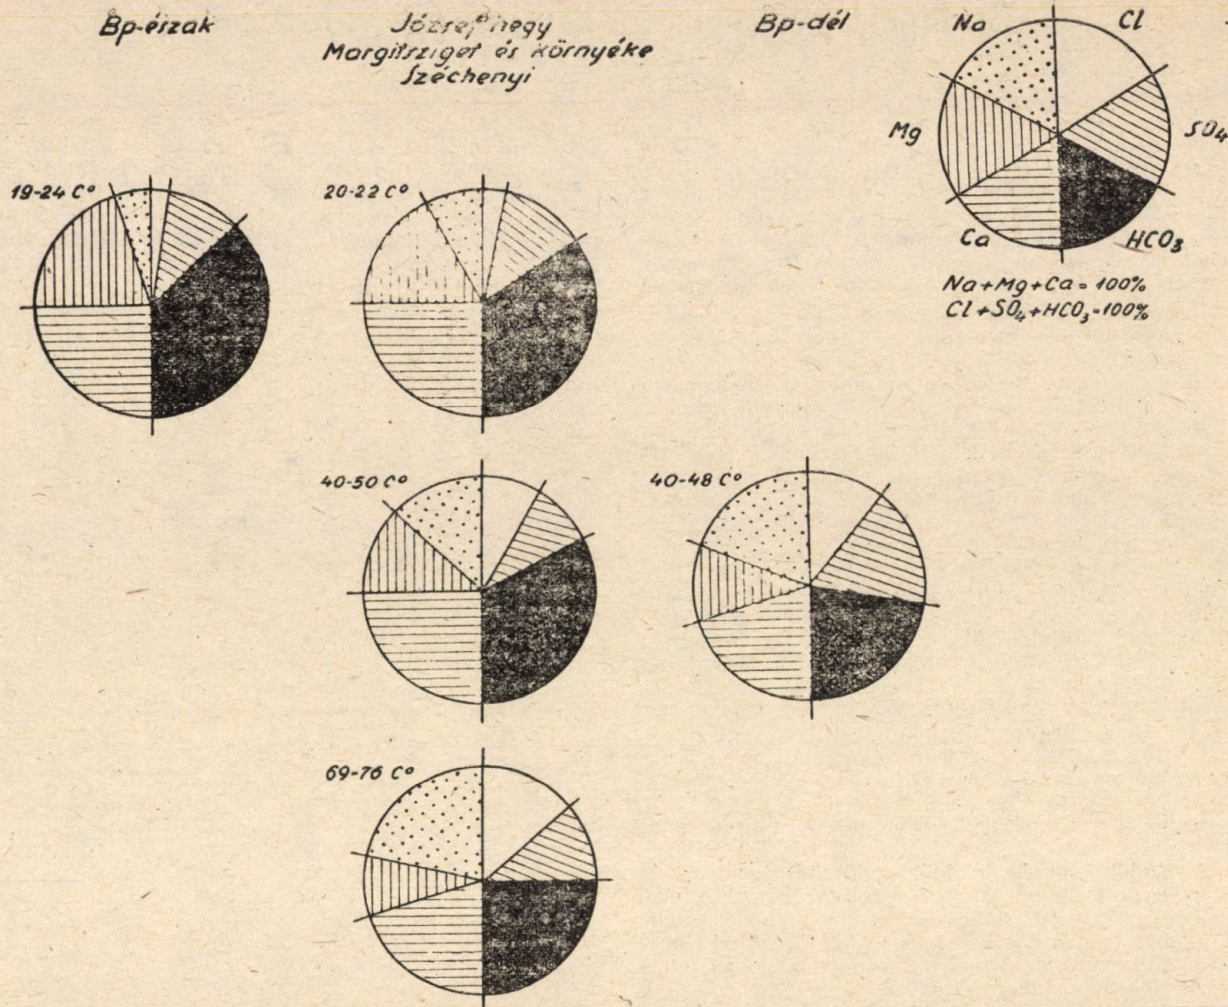 Bp-észak
József hegy
Margitsziget és környéke
Széchenyi
Bp-dél
Na
Cl
Mg
SO₄
Ca
HCO₃
Na+Mg+Ca=100%
Cl+SO₄+HCO₃=100%
19-24 C°
20-22 C°
40-50 C°
40-48 C°
69-76 C°